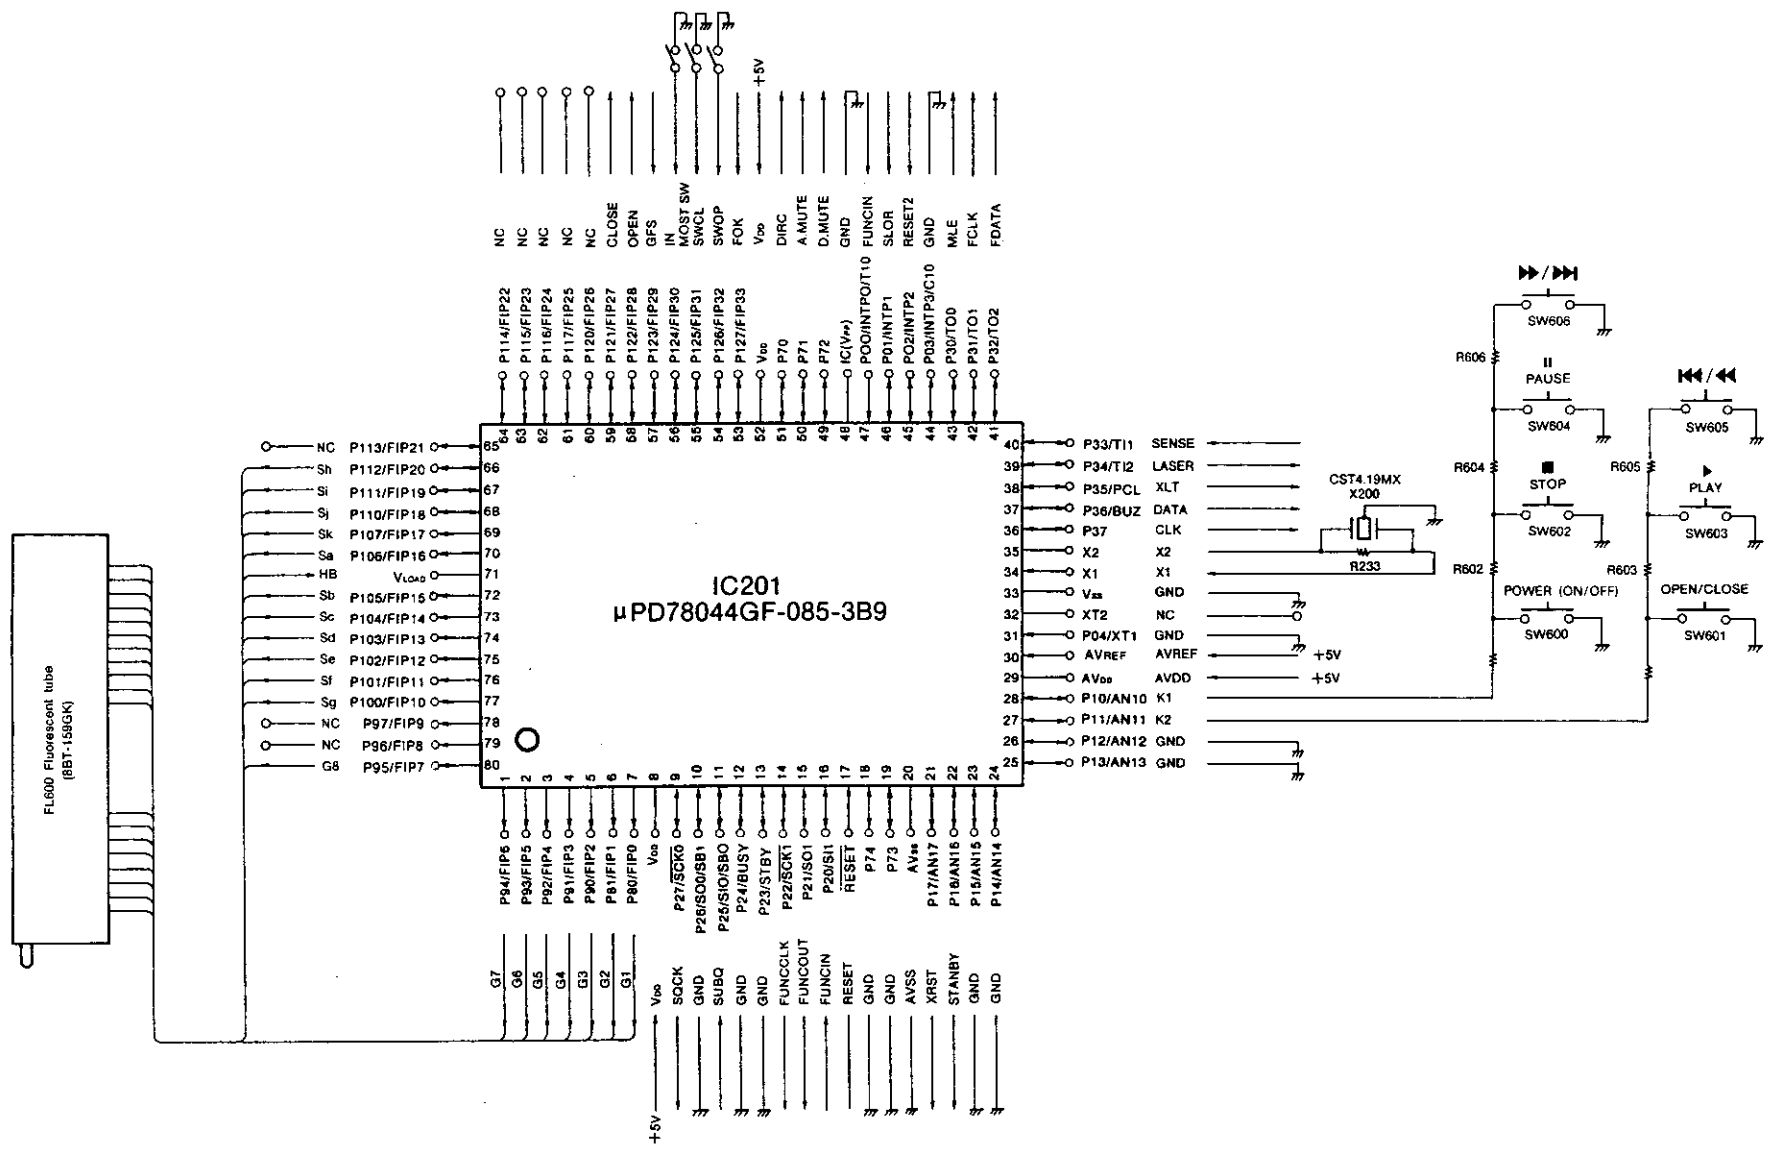 +5V
NC
NC
NC
NC
NC
CLOSE
OPEN
GFS
IN
MOST SW
SWCL
SWOP
FOK
VDD
DIRC
A.MUTE
D.MUTE
GND
FUNCIN
SLOR
RESET2
GND
MLE
FCLK
FDATA
P114/FIP22
P115/FIP23
P116/FIP24
P117/FIP25
P120/FIP26
P121/FIP27
P122/FIP28
P123/FIP29
P124/FIP30
P125/FIP31
P126/FIP32
P127/FIP33
VDD
P70
P71
P72
IC(VPP)
POO/INTPO/T10
P01/INTP1
PO2/INTP2
P03/INTP3/C10
P30/TO0
P31/TO1
P32/TO2
64 63 62 61 60 59 58 57 56 55 54 53 52 51 50 49 48 47 46 45 44 43 42 41
NC P113/FIP21 65
Sh P112/FIP20 66
Si P111/FIP19 67
Sj P110/FIP18 68
Sk P107/FIP17 69
Sa P106/FIP16 70
HB VLOAD 71
Sb P105/FIP15 72
Sc P104/FIP14 73
Sd P103/FIP13 74
Se P102/FIP12 75
Sf P101/FIP11 76
Sg P100/FIP10 77
NC P97/FIP9 78
NC P96/FIP8 79
G8 P95/FIP7 80
IC201
μPD78044GF-085-3B9
40 P33/TI1 SENSE
39 P34/TI2 LASER
38 P35/PCL XLT
37 P36/BUZ DATA
36 P37 CLK
35 X2 X2
34 X1 X1
33 Vss GND
32 XT2 NC
31 P04/XT1 GND
30 AVREF AVREF +5V
29 AVDD AVDD +5V
28 P10/AN10 K1
27 P11/AN11 K2
26 P12/AN12 GND
25 P13/AN13 GND
CST4.19MX
X200
R233
SW606
R606
PAUSE
SW604
SW605
R604
STOP
SW602
R605
PLAY
SW603
R602
POWER (ON/OFF)
SW600
R603
OPEN/CLOSE
SW601
FL600 Fluorescent tube
(8BT-159GK)
1 2 3 4 5 6 7 8 9 10 11 12 13 14 15 16 17 18 19 20 21 22 23 24
P94/FIP6
P93/FIP5
P92/FIP4
P91/FIP3
P90/FIP2
P81/FIP1
P80/FIP0
VDD
P27/SCK0
P26/SO0/SB1
P25/SIO/SBO
P24/BUSY
P23/STBY
P22/SCK1
P21/SO1
P20/SI1
RESET
P74
P73
AVss
P17/AN17
P16/AN16
P15/AN15
P14/AN14
G7
G6
G5
G4
G3
G2
G1
VDD
SQCK
GND
SUBQ
GND
GND
FUNCCLK
FUNCOUT
FUNCIN
RESET
GND
GND
AVSS
XRST
STANBY
GND
GND
+5V